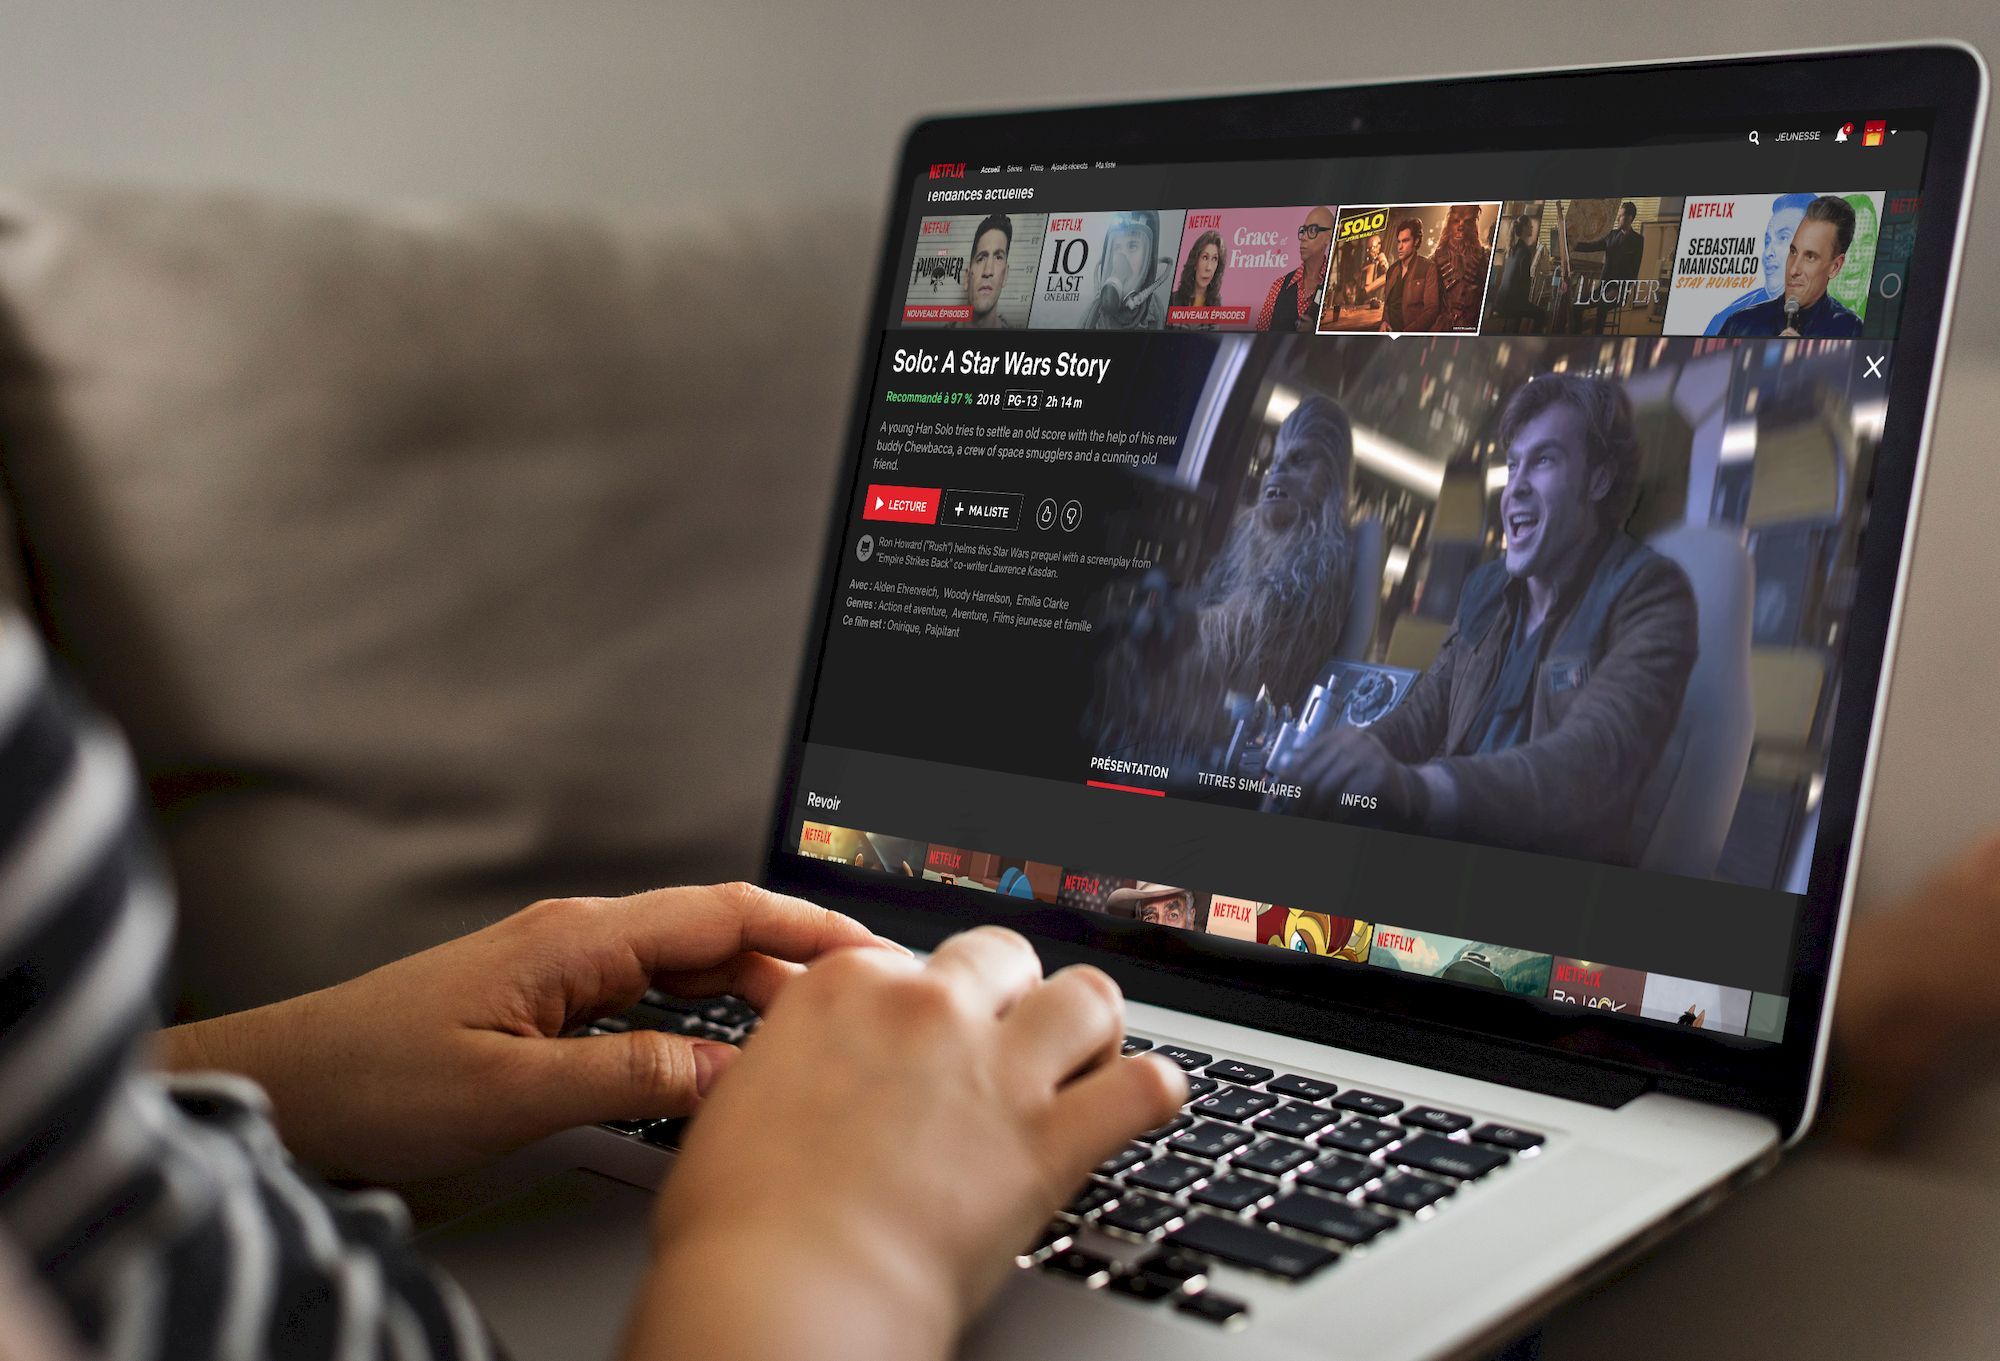 JEUNESSE 4
NETFLIX Accueil Séries Films Ajouts récents Ma liste
Tendances actuelles
NETFLIX
PUNISHER
NOUVEAUX ÉPISODES
NETFLIX
IO
LAST
ON EARTH
NETFLIX
Grace et
Frankie
NOUVEAUX ÉPISODES
SOLO
LUCIFER
NETFLIX
SEBASTIAN
MANISCALCO
STAY HUNGRY
Solo: A Star Wars Story
Recommandé à 97 % 2018 PG-13 2h 14 m
A young Han Solo tries to settle an old score with the help of his new
buddy Chewbacca, a crew of space smugglers and a cunning old
friend.
LECTURE + MA LISTE
Ron Howard ("Rush") helms this Star Wars prequel with a screenplay from
"Empire Strikes Back" co-writer Lawrence Kasdan.
Avec : Alden Ehrenreich, Woody Harrelson, Emilia Clarke
Genres : Action et aventure, Aventure, Films jeunesse et famille
Ce film est : Onirique, Palpitant
PRÉSENTATION TITRES SIMILAIRES INFOS
Revoir
NETFLIX
NETFLIX
NETFLIX
NETFLIX
NETFLIX
NETFLIX